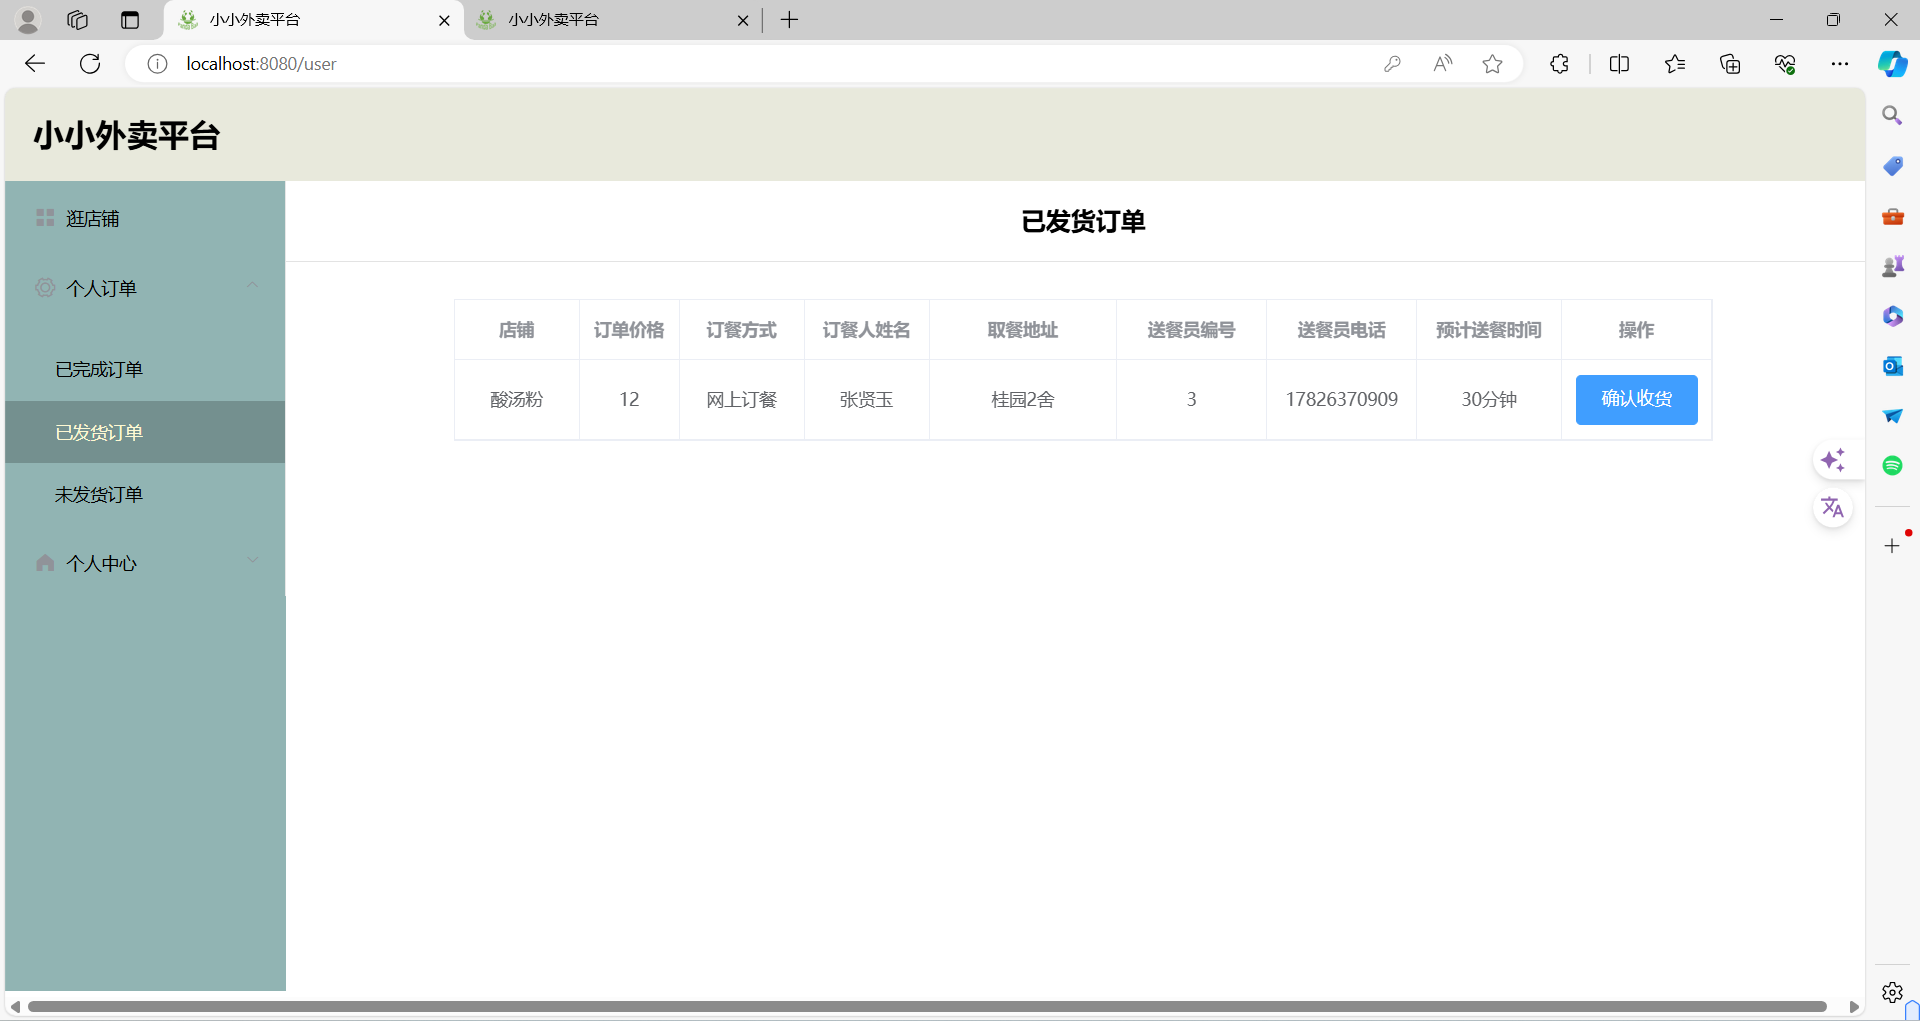 小小外卖平台
小小外卖平台
localhost:8080/user
小小外卖平台
逛店铺
个人订单
已完成订单
已发货订单
未发货订单
个人中心
已发货订单
店铺 订单价格 订餐方式 订餐人姓名 取餐地址 送餐员编号 送餐员电话 预计送餐时间 操作
酸汤粉 12 网上订餐 张贤玉 桂园2舍 3 17826370909 30分钟 确认收货